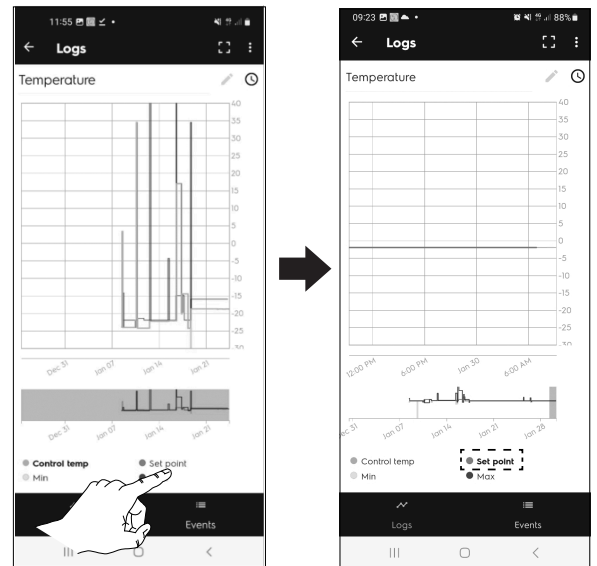 11:55
Logs
Temperature
40
35
30
25
20
15
10
5
0
-5
-10
-15
-20
-25
-30
Dec 31 Jan 07 Jan 14 Jan 21
Dec 31 Jan 07 Jan 14 Jan 21
Control temp Set point
Min
Events
09:23 88%
Logs
Temperature
40
35
30
25
20
15
10
5
0
-5
-10
-15
-20
-25
-30
12:00 PM 6:00 PM Jan 30 6:00 AM
Jan 07 Jan 14 Jan 21 Jan 28
Control temp Set point
Min Max
Logs Events